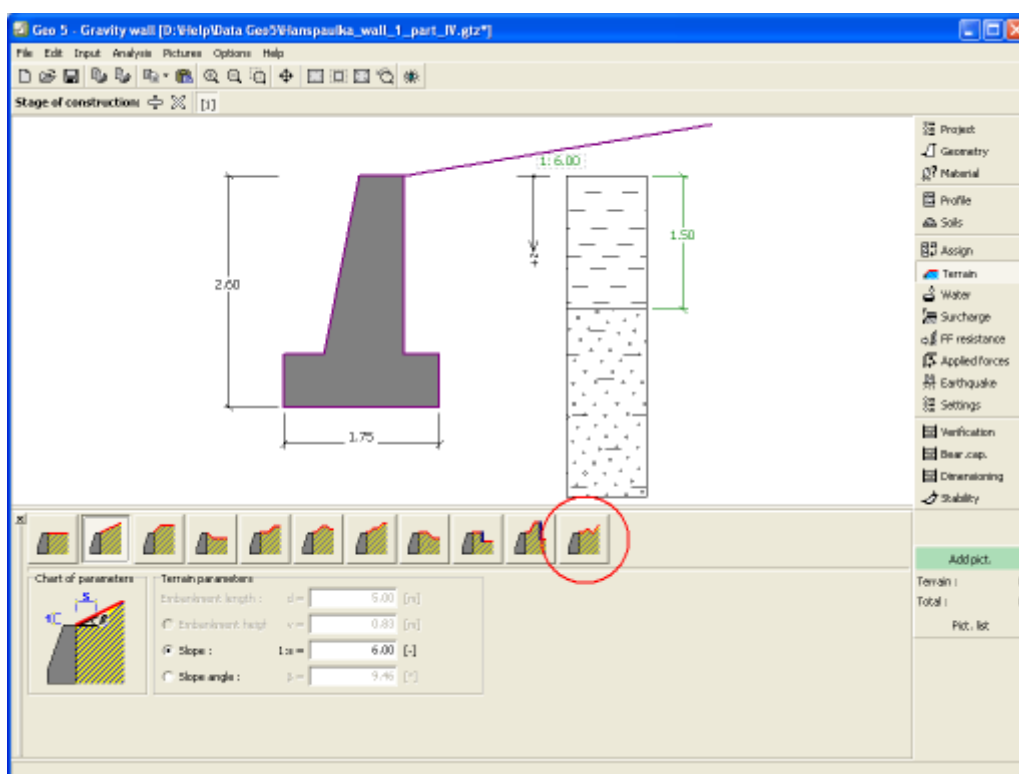 Geo 5 - Gravity wall [D:\Help\Data Geo5\Hanspaulka_wall_1_part_IV.gtz*]
File Edit Input Analysis Pictures Options Help
Stage of construction: [1]
1:6.00
1.50
+z
2.60
1.75
Project
Geometry
Material
Profile
Soils
Assign
Terrain
Water
Surcharge
FF resistance
Applied forces
Earthquake
Settings
Verification
Bear.cap.
Dimensioning
Stability
Chart of parameters
S
1
Terrain parameters
Embankment length : d = 5.00 [m]
Embankment heigt v = 0.83 [m]
Slope : 1:s = 6.00 [-]
Slope angle : β = 9.46 [°]
Add pict.
Terrain :
Total :
Pict. list